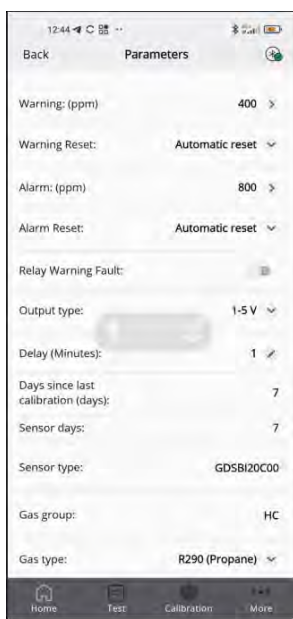 12:44
Back Parameters
Warning: (ppm) 400
Warning Reset: Automatic reset
Alarm: (ppm) 800
Alarm Reset: Automatic reset
Relay Warning Fault:
Output type: 1-5 V
Delay (Minutes): 1
Days since last
calibration (days): 7
Sensor days: 7
Sensor type: GDSBI20C00
Gas group: HC
Gas type: R290 (Propane)
Home Test Calibration More